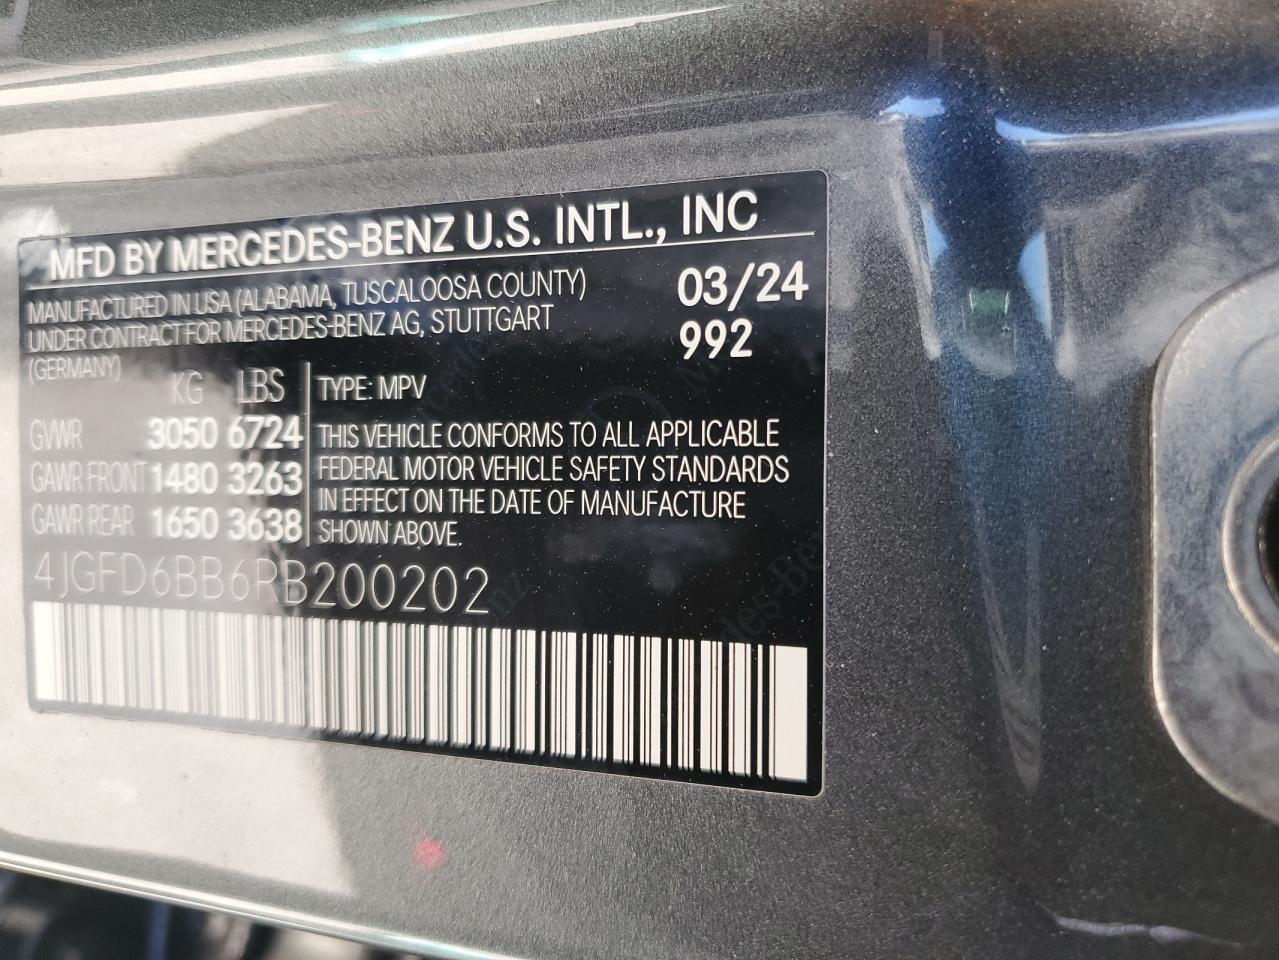 MFD BY MERCEDES-BENZ U.S. INTL., INC
MANUFACTURED IN USA (ALABAMA, TUSCALOOSA COUNTY) 03/24
UNDER CONTRACT FOR MERCEDES-BENZ AG, STUTTGART 992
(GERMANY)
KG LBS TYPE: MPV
GVWR 3050 6724 THIS VEHICLE CONFORMS TO ALL APPLICABLE
GAWR FRONT 1480 3263 FEDERAL MOTOR VEHICLE SAFETY STANDARDS
GAWR REAR 1650 3638 IN EFFECT ON THE DATE OF MANUFACTURE
SHOWN ABOVE.
4JGFD6BB6RB200202